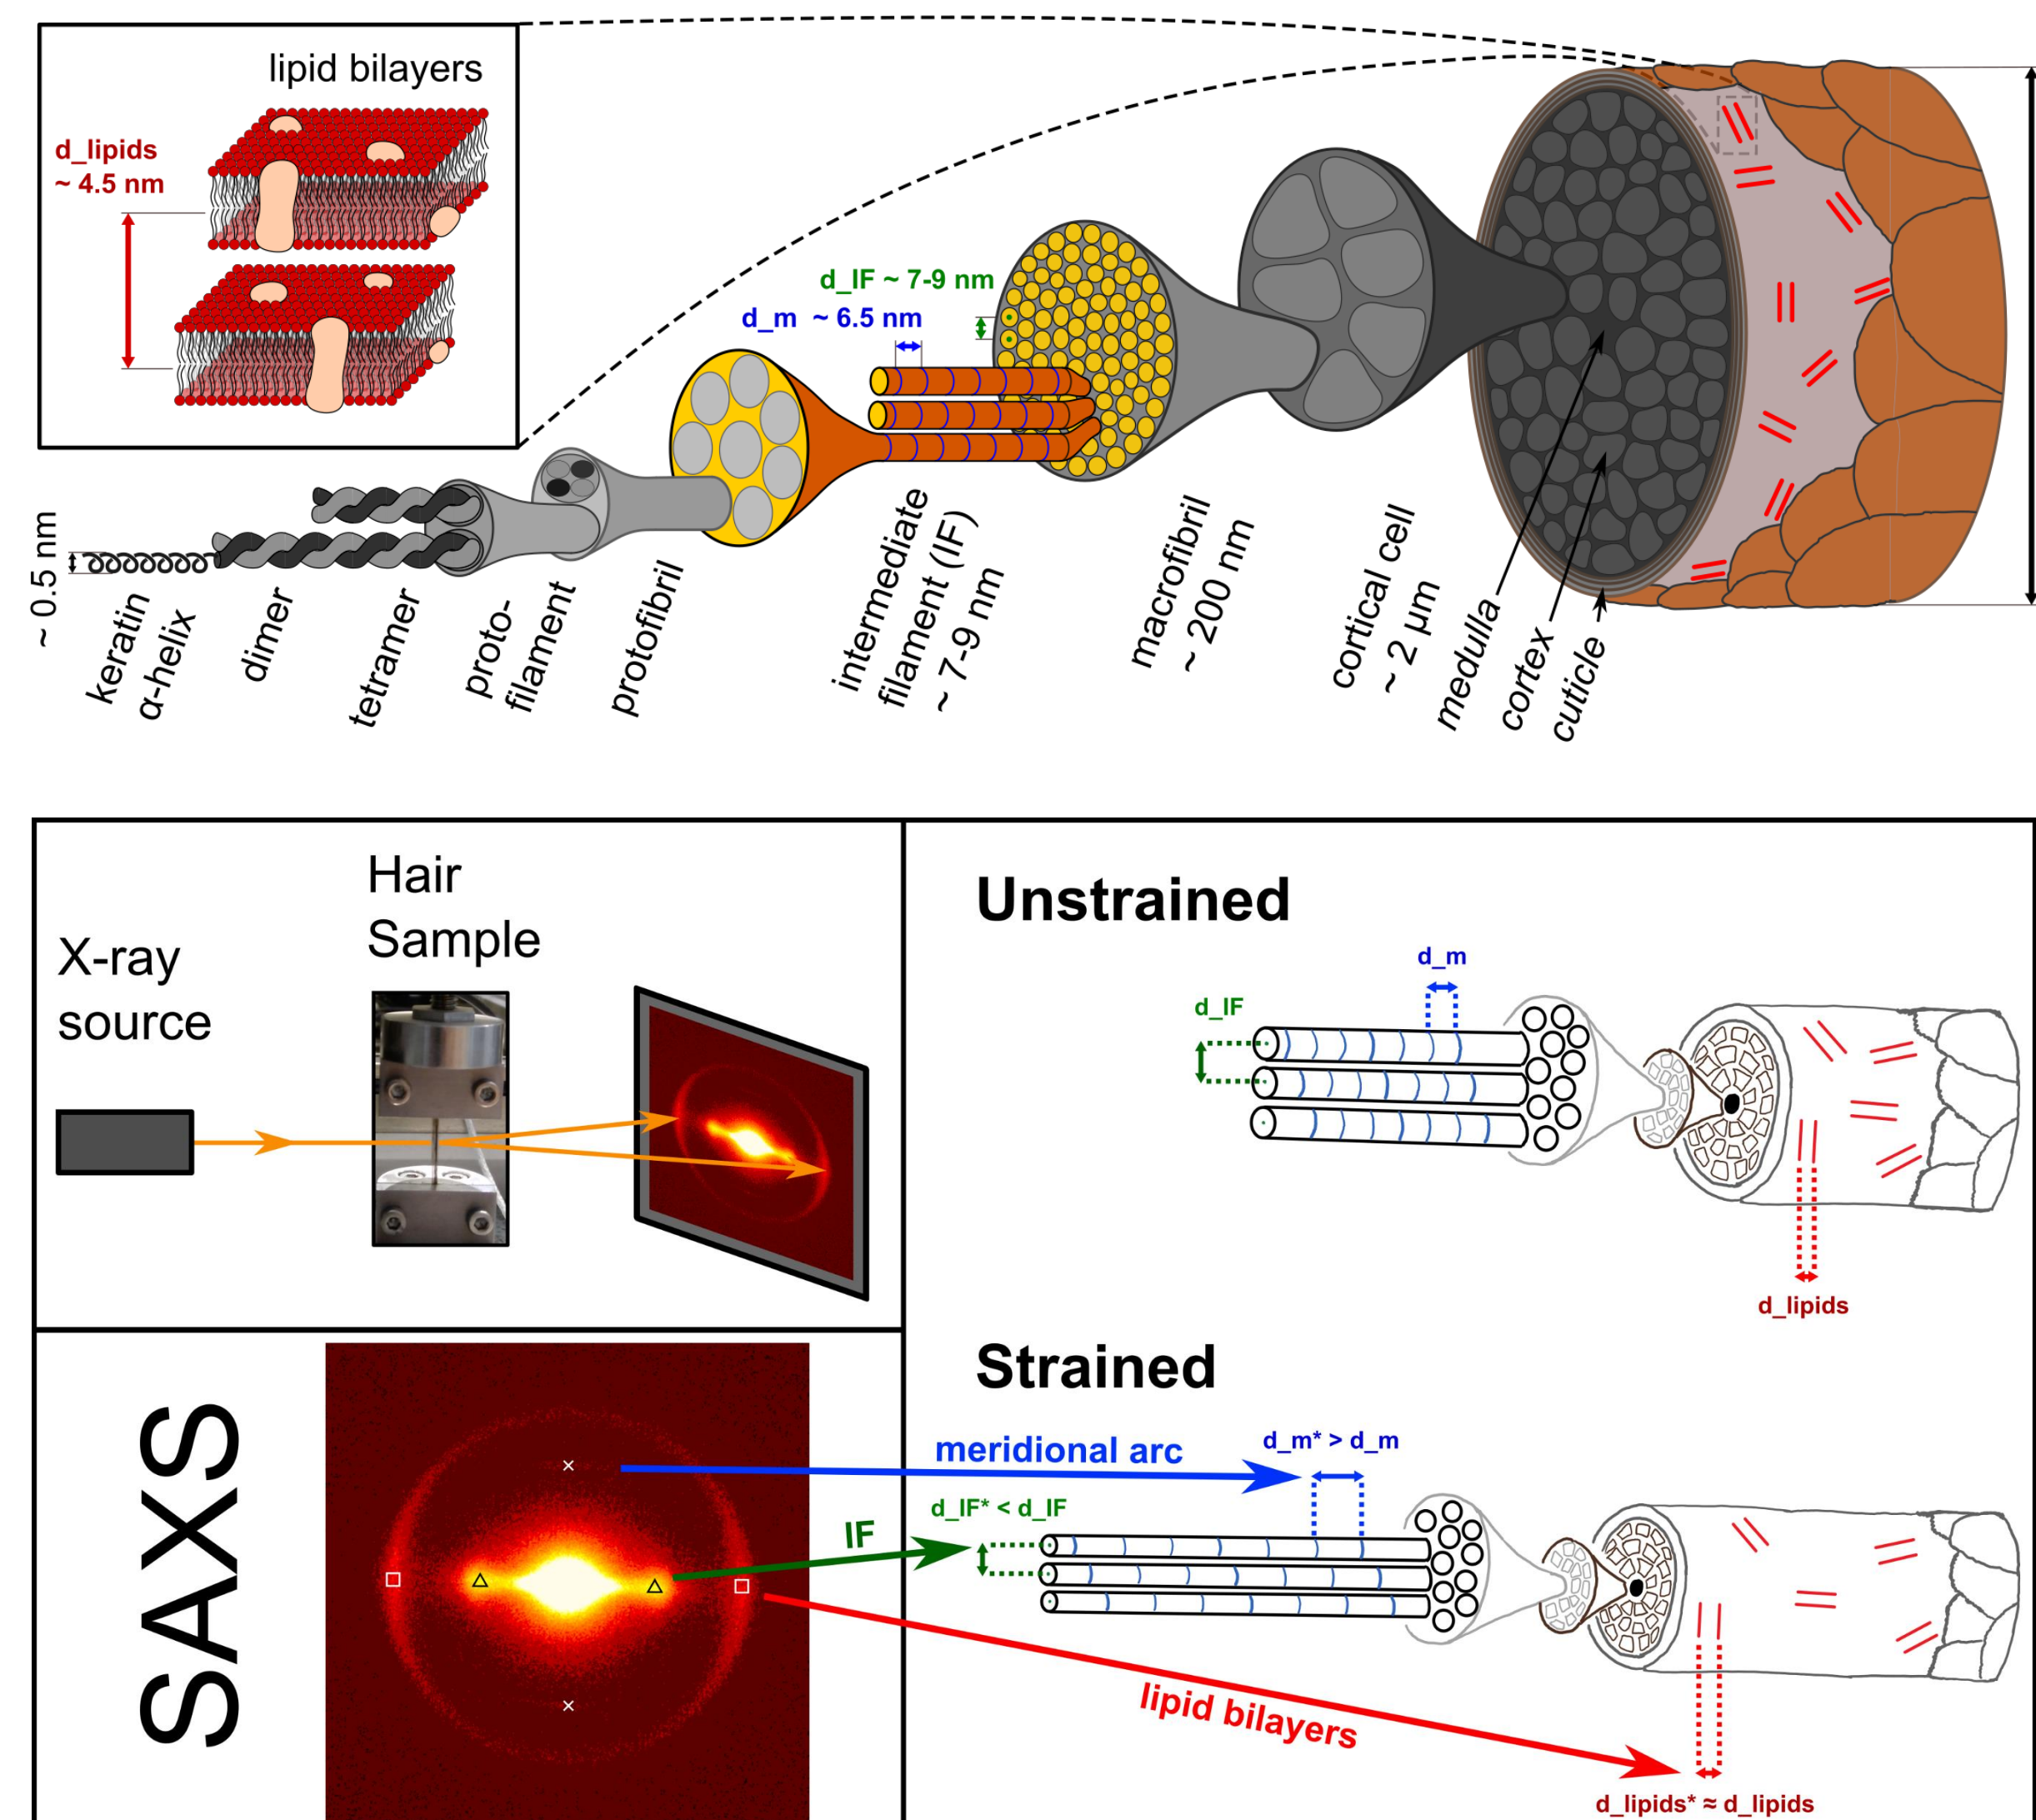 lipid bilayers
d_lipids
~ 4.5 nm
d_IF ~ 7-9 nm
d_m ~ 6.5 nm
~ 0.5 nm
keratin
α-helix
dimer
tetramer
proto-
filament
protofibril
intermediate
filament (IF)
~ 7-9 nm
macrofibril
~ 200 nm
cortical cell
~ 2 µm
medulla
cortex
cuticle
X-ray
source
Hair
Sample
Unstrained
d_m
d_IF
d_lipids
SAXS
Strained
meridional arc
d_m* > d_m
d_IF* < d_IF
IF
lipid bilayers
d_lipids* ≈ d_lipids